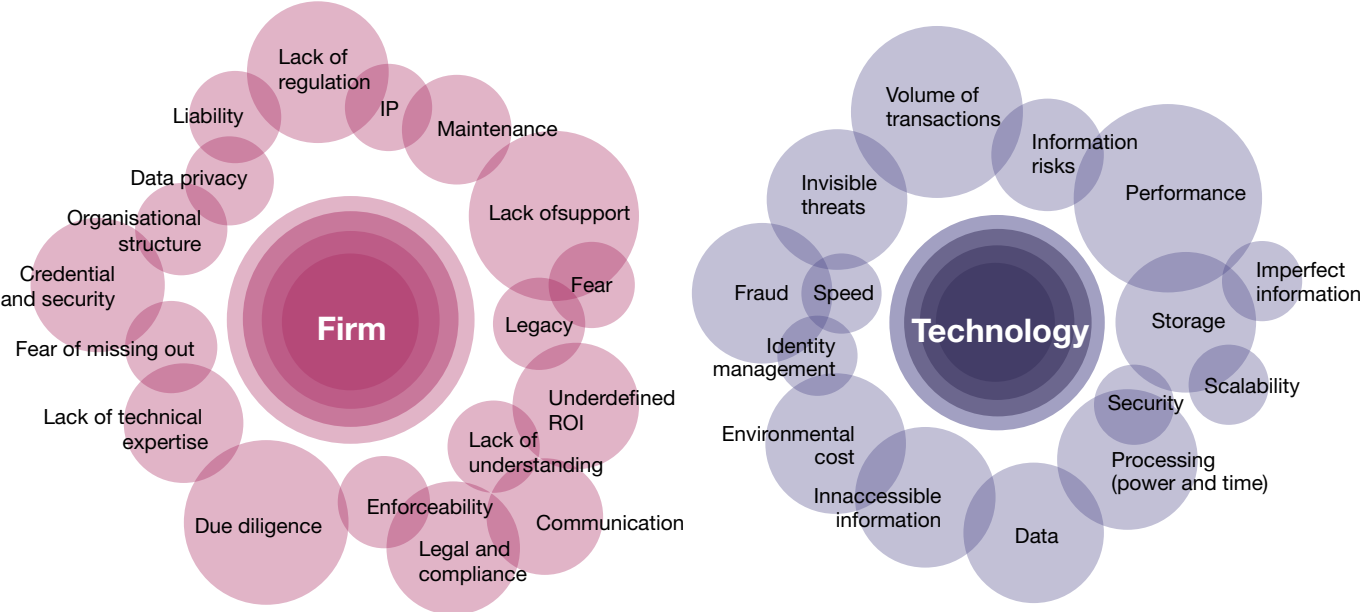 Lack of
regulation
IP
Liability
Maintenance
Data privacy
Organisational
structure
Lack ofsupport
Credential
and security
Fear
Legacy
Firm
Fear of missing out
Underdefined
ROI
Lack of technical
expertise
Lack of
understanding
Enforceability
Due diligence
Communication
Legal and
compliance
Volume of
transactions
Information
risks
Invisible
threats
Performance
Fraud
Speed
Imperfect
information
Storage
Technology
Identity
management
Scalability
Security
Environmental
cost
Processing
(power and time)
Innaccessible
information
Data